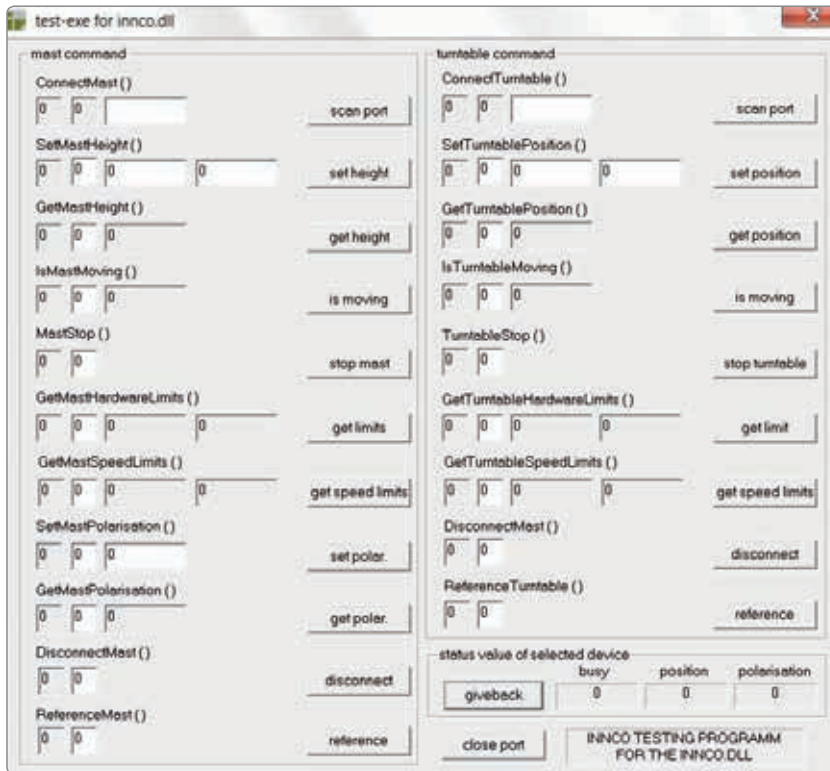 test-exe for innco.dll
mast command
ConnectMast ()
0 0
scan port
SetMastHeight()
0 0 0 0
set height
GetMastHeight()
0 0 0
get height
IsMastMoving ()
0 0 0
is moving
MastStop ()
0 0
stop mast
GetMastHardwareLimits ()
0 0 0 0
get limits
GetMastSpeedLimits ()
0 0 0 0
get speed limits
SetMastPolarisation ()
0 0 0
set polar.
GetMastPolarisation ()
0 0 0
get polar.
DisconnectMast ()
0 0
disconnect
ReferenceMast ()
0 0
reference
turntable command
ConnectTurntable ()
0 0
scan port
SetTurntablePosition ()
0 0 0 0
set position
GetTurntablePosition ()
0 0 0
get position
IsTurntableMoving ()
0 0 0
is moving
TurntableStop ()
0 0
stop turntable
GetTurntableHardwareLimits ()
0 0 0 0
get limit
GetTurntableSpeedLimits ()
0 0 0 0
get speed limits
DisconnectMast ()
0 0
disconnect
ReferenceTurntable ()
0 0
reference
status value of selected device
busy position polarisation
giveback 0 0 0
close port
INNCO TESTING PROGRAMM
FOR THE INNCO.DLL